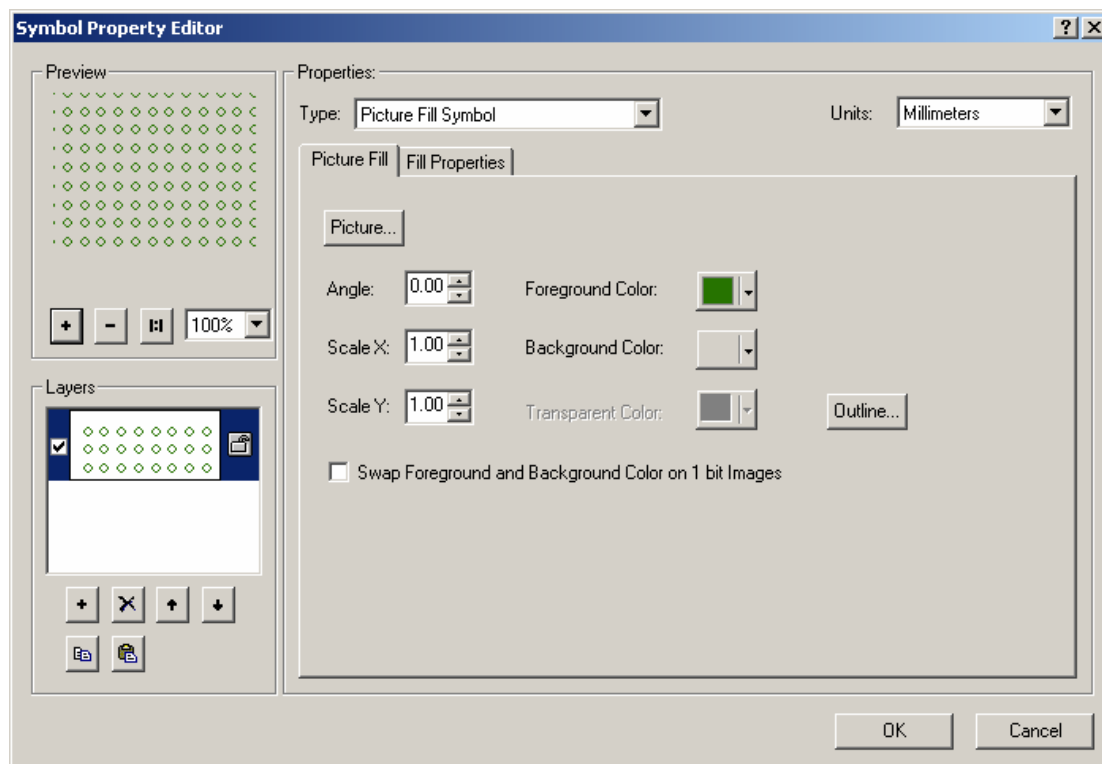 Symbol Property Editor
Preview
100%
Layers
Properties:
Type: Picture Fill Symbol Units: Millimeters
Picture Fill Fill Properties
Picture...
Angle: 0.00 Foreground Color:
Scale X: 1.00 Background Color:
Scale Y: 1.00 Transparent Color: Outline...
Swap Foreground and Background Color on 1 bit Images
OK Cancel